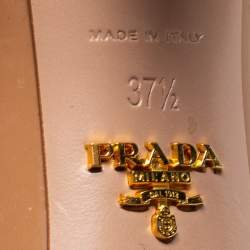 MADE IN ITALY
37½
PRADA
MILANO
DAL 1913